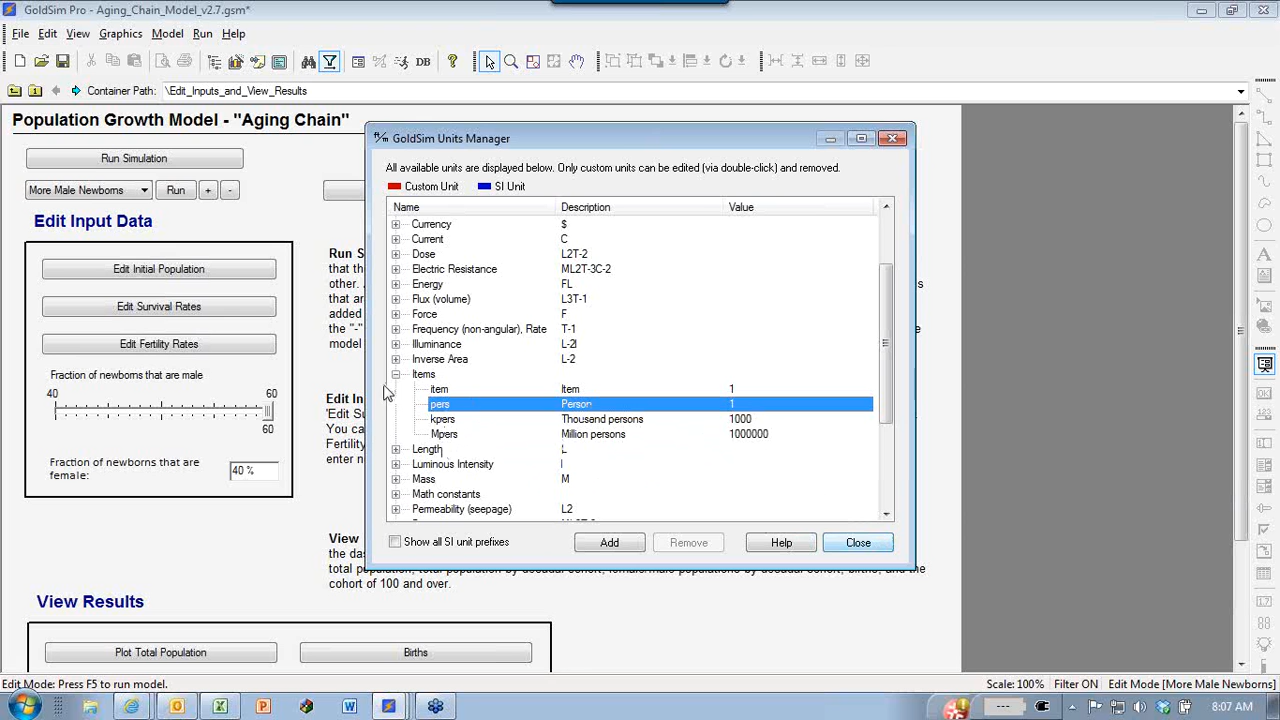 GoldSim Pro - Aging_Chain_Model_v2.7.gsm*
File Edit View Graphics Model Run Help
DB
Container Path: \Edit_Inputs_and_View_Results
Population Growth Model - "Aging Chain"
Run Simulation
More Male Newborns Run + -
Edit Input Data
Edit Initial Population
Edit Survival Rates
Edit Fertility Rates
Fraction of newborns that are male
40 60
60
Fraction of newborns that are female: 40 %
Run S
that th
other.
that ar
added
the "-"
model
Edit In
'Edit Su
You ca
Fertility
enter n
View
the das
total population, total population by decadal cohort, female/male populations by decadal cohort, births, and the
cohort of 100 and over.
View Results
Plot Total Population Births
GoldSim Units Manager
All available units are displayed below. Only custom units can be edited (via double-click) and removed.
Custom Unit SI Unit
Name Description Value
Currency $
Current C
Dose L2T-2
Electric Resistance ML2T-3C-2
Energy FL
Flux (volume) L3T-1
Force F
Frequency (non-angular), Rate T-1
Illuminance L-2I
Inverse Area L-2
Items
item Item 1
pers Person 1
kpers Thousand persons 1000
Mpers Million persons 1000000
Length L
Luminous Intensity I
Mass M
Math constants
Permeability (seepage) L2
Show all SI unit prefixes Add Remove Help Close
Edit Mode: Press F5 to run model. Scale: 100% Filter ON Edit Mode [More Male Newborns]
8:07 AM